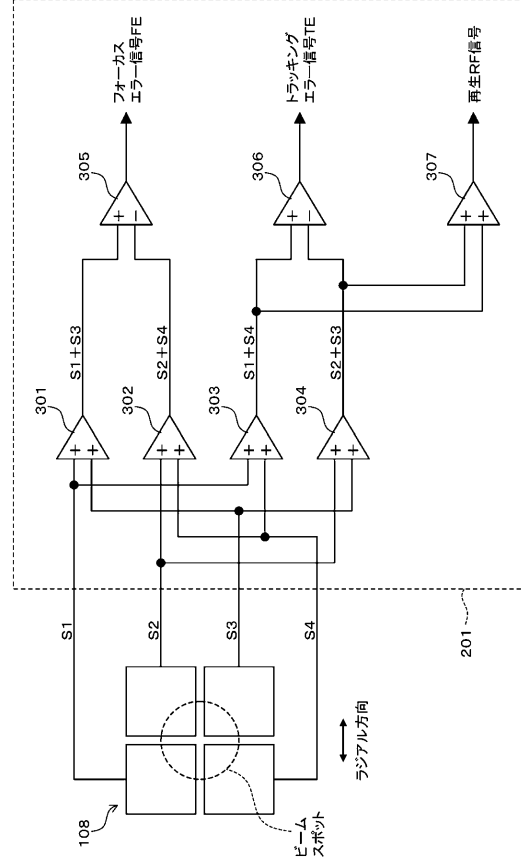 フォーカス
エラー信号FE
トラッキング
エラー信号TE
再生RF信号
305
306
307
+
−
+
−
+
+
S1+S3
S2+S4
S1+S4
S2+S3
301
302
303
304
+
+
+
+
+
+
+
+
S1
S2
S3
S4
201
108
ビーム
スポット
ラジアル方向